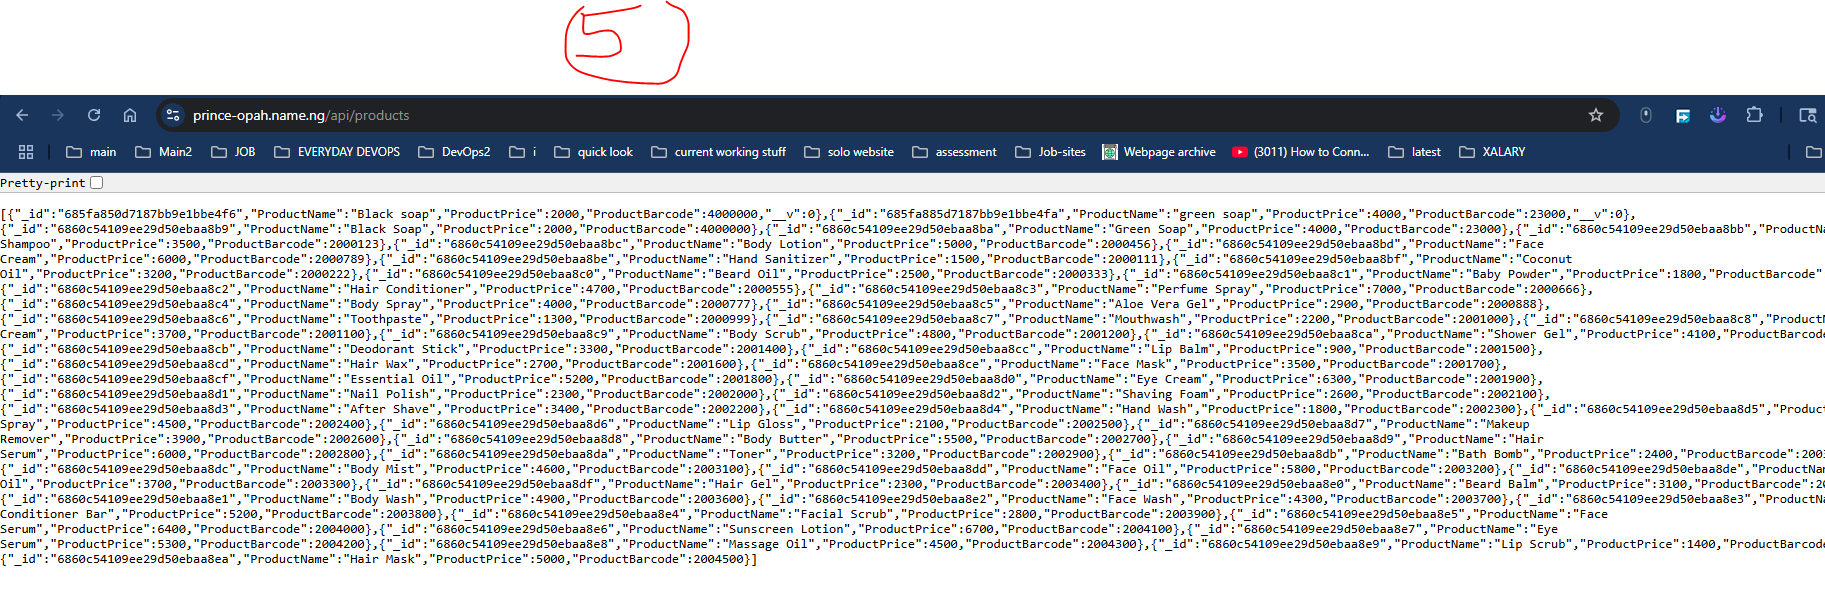 5
prince-opah.name.ng/api/products
main Main2 JOB EVERYDAY DEVOPS DevOps2 i quick look current working stuff solo website assessment Job-sites Webpage archive (3011) How to Conn... latest XALARY
Pretty-print
[{"_id":"685fa850d7187bb9e1bbe4f6","ProductName":"Black soap","ProductPrice":2000,"ProductBarcode":4000000,"__v":0},{"_id":"685fa885d7187bb9e1bbe4fa","ProductName":"green soap","ProductPrice":4000,"ProductBarcode":23000,"__v":0},
{"_id":"6860c54109ee29d50ebaa8b9","ProductName":"Black Soap","ProductPrice":2000,"ProductBarcode":4000000},{"_id":"6860c54109ee29d50ebaa8ba","ProductName":"Green Soap","ProductPrice":4000,"ProductBarcode":23000},{"_id":"6860c54109ee29d50ebaa8bb","ProductNa
Shampoo","ProductPrice":3500,"ProductBarcode":2000123},{"_id":"6860c54109ee29d50ebaa8bc","ProductName":"Body Lotion","ProductPrice":5000,"ProductBarcode":2000456},{"_id":"6860c54109ee29d50ebaa8bd","ProductName":"Face
Cream","ProductPrice":6000,"ProductBarcode":2000789},{"_id":"6860c54109ee29d50ebaa8be","ProductName":"Hand Sanitizer","ProductPrice":1500,"ProductBarcode":2000111},{"_id":"6860c54109ee29d50ebaa8bf","ProductName":"Coconut
Oil","ProductPrice":3200,"ProductBarcode":2000222},{"_id":"6860c54109ee29d50ebaa8c0","ProductName":"Beard Oil","ProductPrice":2500,"ProductBarcode":2000333},{"_id":"6860c54109ee29d50ebaa8c1","ProductName":"Baby Powder","ProductPrice":1800,"ProductBarcode"
{"_id":"6860c54109ee29d50ebaa8c2","ProductName":"Hair Conditioner","ProductPrice":4700,"ProductBarcode":2000555},{"_id":"6860c54109ee29d50ebaa8c3","ProductName":"Perfume Spray","ProductPrice":7000,"ProductBarcode":2000666},
{"_id":"6860c54109ee29d50ebaa8c4","ProductName":"Body Spray","ProductPrice":4000,"ProductBarcode":2000777},{"_id":"6860c54109ee29d50ebaa8c5","ProductName":"Aloe Vera Gel","ProductPrice":2900,"ProductBarcode":2000888},
{"_id":"6860c54109ee29d50ebaa8c6","ProductName":"Toothpaste","ProductPrice":1300,"ProductBarcode":2000999},{"_id":"6860c54109ee29d50ebaa8c7","ProductName":"Mouthwash","ProductPrice":2200,"ProductBarcode":2001000},{"_id":"6860c54109ee29d50ebaa8c8","ProductN
Cream","ProductPrice":3700,"ProductBarcode":2001100},{"_id":"6860c54109ee29d50ebaa8c9","ProductName":"Body Scrub","ProductPrice":4800,"ProductBarcode":2001200},{"_id":"6860c54109ee29d50ebaa8ca","ProductName":"Shower Gel","ProductPrice":4100,"ProductBarcode
{"_id":"6860c54109ee29d50ebaa8cb","ProductName":"Deodorant Stick","ProductPrice":3300,"ProductBarcode":2001400},{"_id":"6860c54109ee29d50ebaa8cc","ProductName":"Lip Balm","ProductPrice":900,"ProductBarcode":2001500},
{"_id":"6860c54109ee29d50ebaa8cd","ProductName":"Hair Wax","ProductPrice":2700,"ProductBarcode":2001600},{"_id":"6860c54109ee29d50ebaa8ce","ProductName":"Face Mask","ProductPrice":3500,"ProductBarcode":2001700},
{"_id":"6860c54109ee29d50ebaa8cf","ProductName":"Essential Oil","ProductPrice":5200,"ProductBarcode":2001800},{"_id":"6860c54109ee29d50ebaa8d0","ProductName":"Eye Cream","ProductPrice":6300,"ProductBarcode":2001900},
{"_id":"6860c54109ee29d50ebaa8d1","ProductName":"Nail Polish","ProductPrice":2300,"ProductBarcode":2002000},{"_id":"6860c54109ee29d50ebaa8d2","ProductName":"Shaving Foam","ProductPrice":2600,"ProductBarcode":2002100},
{"_id":"6860c54109ee29d50ebaa8d3","ProductName":"After Shave","ProductPrice":3400,"ProductBarcode":2002200},{"_id":"6860c54109ee29d50ebaa8d4","ProductName":"Hand Wash","ProductPrice":1800,"ProductBarcode":2002300},{"_id":"6860c54109ee29d50ebaa8d5","Product
Spray","ProductPrice":4500,"ProductBarcode":2002400},{"_id":"6860c54109ee29d50ebaa8d6","ProductName":"Lip Gloss","ProductPrice":2100,"ProductBarcode":2002500},{"_id":"6860c54109ee29d50ebaa8d7","ProductName":"Makeup
Remover","ProductPrice":3900,"ProductBarcode":2002600},{"_id":"6860c54109ee29d50ebaa8d8","ProductName":"Body Butter","ProductPrice":5500,"ProductBarcode":2002700},{"_id":"6860c54109ee29d50ebaa8d9","ProductName":"Hair
Serum","ProductPrice":6000,"ProductBarcode":2002800},{"_id":"6860c54109ee29d50ebaa8da","ProductName":"Toner","ProductPrice":3200,"ProductBarcode":2002900},{"_id":"6860c54109ee29d50ebaa8db","ProductName":"Bath Bomb","ProductPrice":2400,"ProductBarcode":2003
{"_id":"6860c54109ee29d50ebaa8dc","ProductName":"Body Mist","ProductPrice":4600,"ProductBarcode":2003100},{"_id":"6860c54109ee29d50ebaa8dd","ProductName":"Face Oil","ProductPrice":5800,"ProductBarcode":2003200},{"_id":"6860c54109ee29d50ebaa8de","ProductNa
Oil","ProductPrice":3700,"ProductBarcode":2003300},{"_id":"6860c54109ee29d50ebaa8df","ProductName":"Hair Gel","ProductPrice":2300,"ProductBarcode":2003400},{"_id":"6860c54109ee29d50ebaa8e0","ProductName":"Beard Balm","ProductPrice":3100,"ProductBarcode":20
{"_id":"6860c54109ee29d50ebaa8e1","ProductName":"Body Wash","ProductPrice":4900,"ProductBarcode":2003600},{"_id":"6860c54109ee29d50ebaa8e2","ProductName":"Face Wash","ProductPrice":4300,"ProductBarcode":2003700},{"_id":"6860c54109ee29d50ebaa8e3","ProductNa
Conditioner Bar","ProductPrice":5200,"ProductBarcode":2003800},{"_id":"6860c54109ee29d50ebaa8e4","ProductName":"Facial Scrub","ProductPrice":2800,"ProductBarcode":2003900},{"_id":"6860c54109ee29d50ebaa8e5","ProductName":"Face
Serum","ProductPrice":6400,"ProductBarcode":2004000},{"_id":"6860c54109ee29d50ebaa8e6","ProductName":"Sunscreen Lotion","ProductPrice":6700,"ProductBarcode":2004100},{"_id":"6860c54109ee29d50ebaa8e7","ProductName":"Eye
Serum","ProductPrice":5300,"ProductBarcode":2004200},{"_id":"6860c54109ee29d50ebaa8e8","ProductName":"Massage Oil","ProductPrice":4500,"ProductBarcode":2004300},{"_id":"6860c54109ee29d50ebaa8e9","ProductName":"Lip Scrub","ProductPrice":1400,"ProductBarcode
{"_id":"6860c54109ee29d50ebaa8ea","ProductName":"Hair Mask","ProductPrice":5000,"ProductBarcode":2004500}]